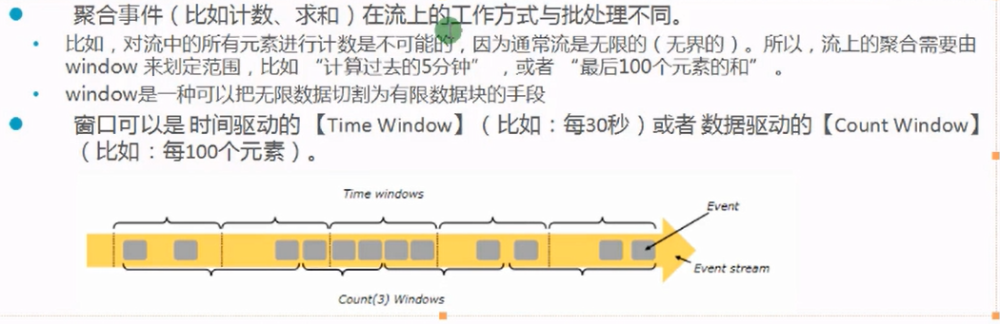 聚合事件（比如计数、求和）在流上的工作方式与批处理不同。
比如，对流中的所有元素进行计数是不可能的，因为通常流是无限的（无界的）。所以，流上的聚合需要由
window 来划定范围，比如 “计算过去的5分钟” ，或者 “最后100个元素的和” 。
window是一种可以把无限数据切割为有限数据块的手段
窗口可以是 时间驱动的 【Time Window】（比如：每30秒）或者 数据驱动的【Count Window】
（比如：每100个元素）。
Time windows
Event
Event stream
Count(3) Windows